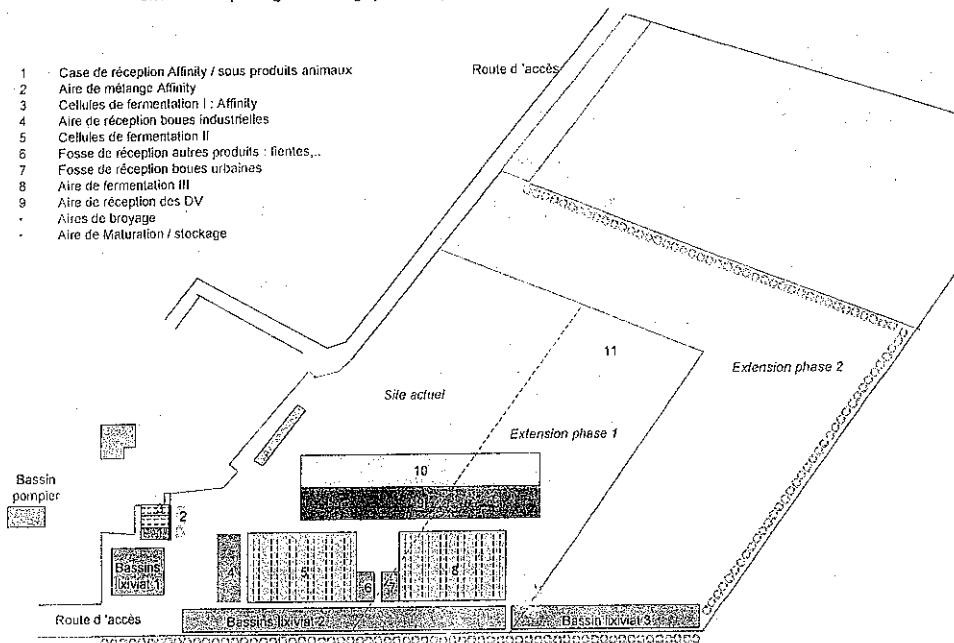 1 Case de réception Affinity / sous produits animaux
2 Aire de mélange Affinity
3 Cellules de fermentation I : Affinity
4 Aire de réception boues industrielles
5 Cellules de fermentation II
6 Fosse de réception autres produits : fientes,..
7 Fosse de réception boues urbaines
8 Aire de fermentation III
9 Aire de réception des DV
- Aires de broyage
- Aire de Maturation / stockage
Route d'accès
11
Extension phase 2
Site actuel
Extension phase 1
10
Bassin
pompier
2
Bassins
lixiviat 1
4
5
6
8
Route d'accès
Bassins lixiviat 2
Bassin lixiviat 3